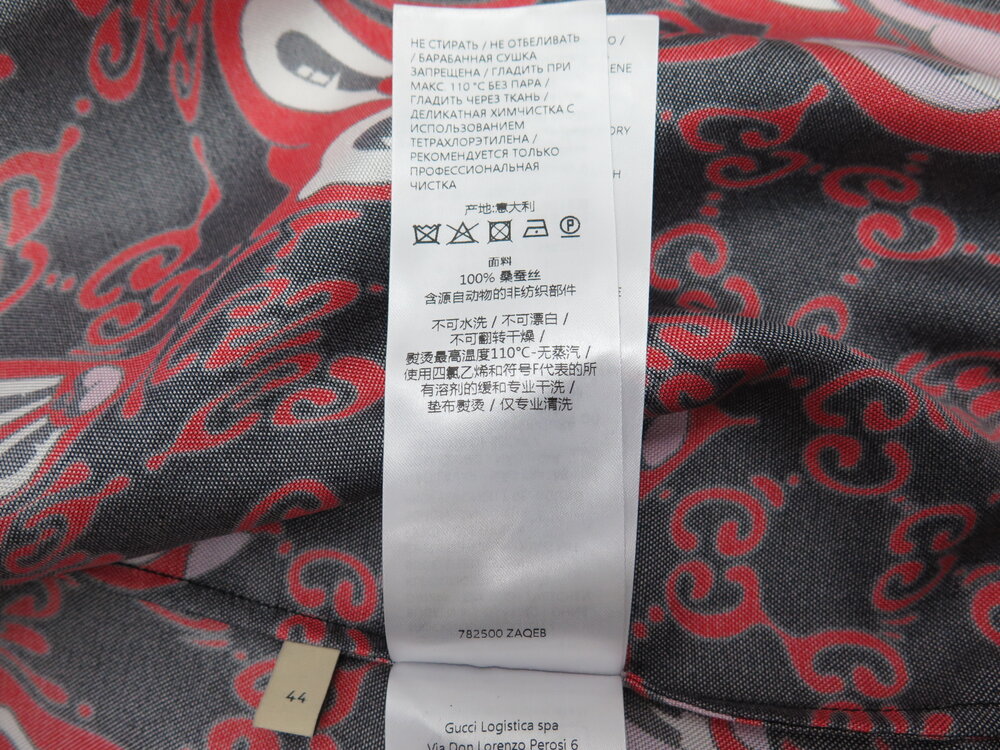 НЕ СТИРАТЬ / НЕ ОТБЕЛИВАТЬ
/ БАРАБАННАЯ СУШКА
ЗАПРЕЩЕНА / ГЛАДИТЬ ПРИ
МАКС. 110 °C БЕЗ ПАРА /
ГЛАДИТЬ ЧЕРЕЗ ТКАНЬ /
ДЕЛИКАТНАЯ ХИМЧИСТКА С
ИСПОЛЬЗОВАНИЕМ
ТЕТРАХЛОРЭТИЛЕНА /
РЕКОМЕНДУЕТСЯ ТОЛЬКО
ПРОФЕССИОНАЛЬНАЯ
ЧИСТКА
产地:意大利
P
面料
100% 桑蚕丝
含源自动物的非纺织部件
不可水洗 / 不可漂白 /
不可翻转干燥 /
熨烫最高温度110°C-无蒸汽 /
使用四氯乙烯和符号F代表的所
有溶剂的缓和专业干洗 /
垫布熨烫 / 仅专业清洗
782500 ZAQEB
44
Gucci Logistica spa
Via Don Lorenzo Perosi 6